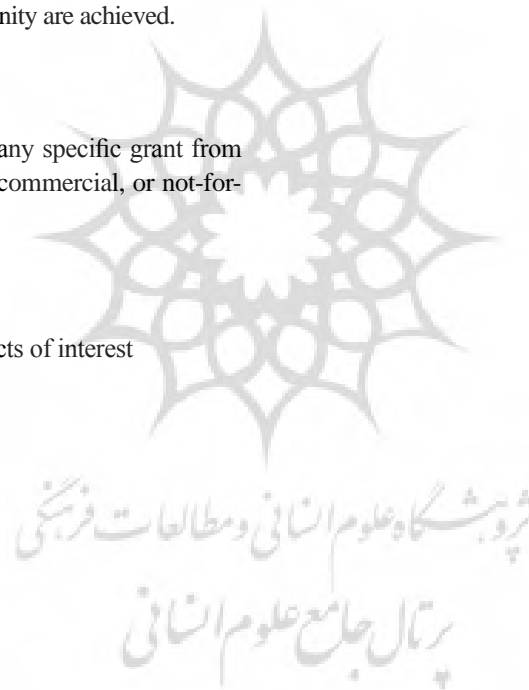 nity are achieved.
any specific grant from
commercial, or not-for-
cts of interest
پژوهشگاه علوم انسانی و مطالعات فرهنگی
پرتال جامع علوم انسانی